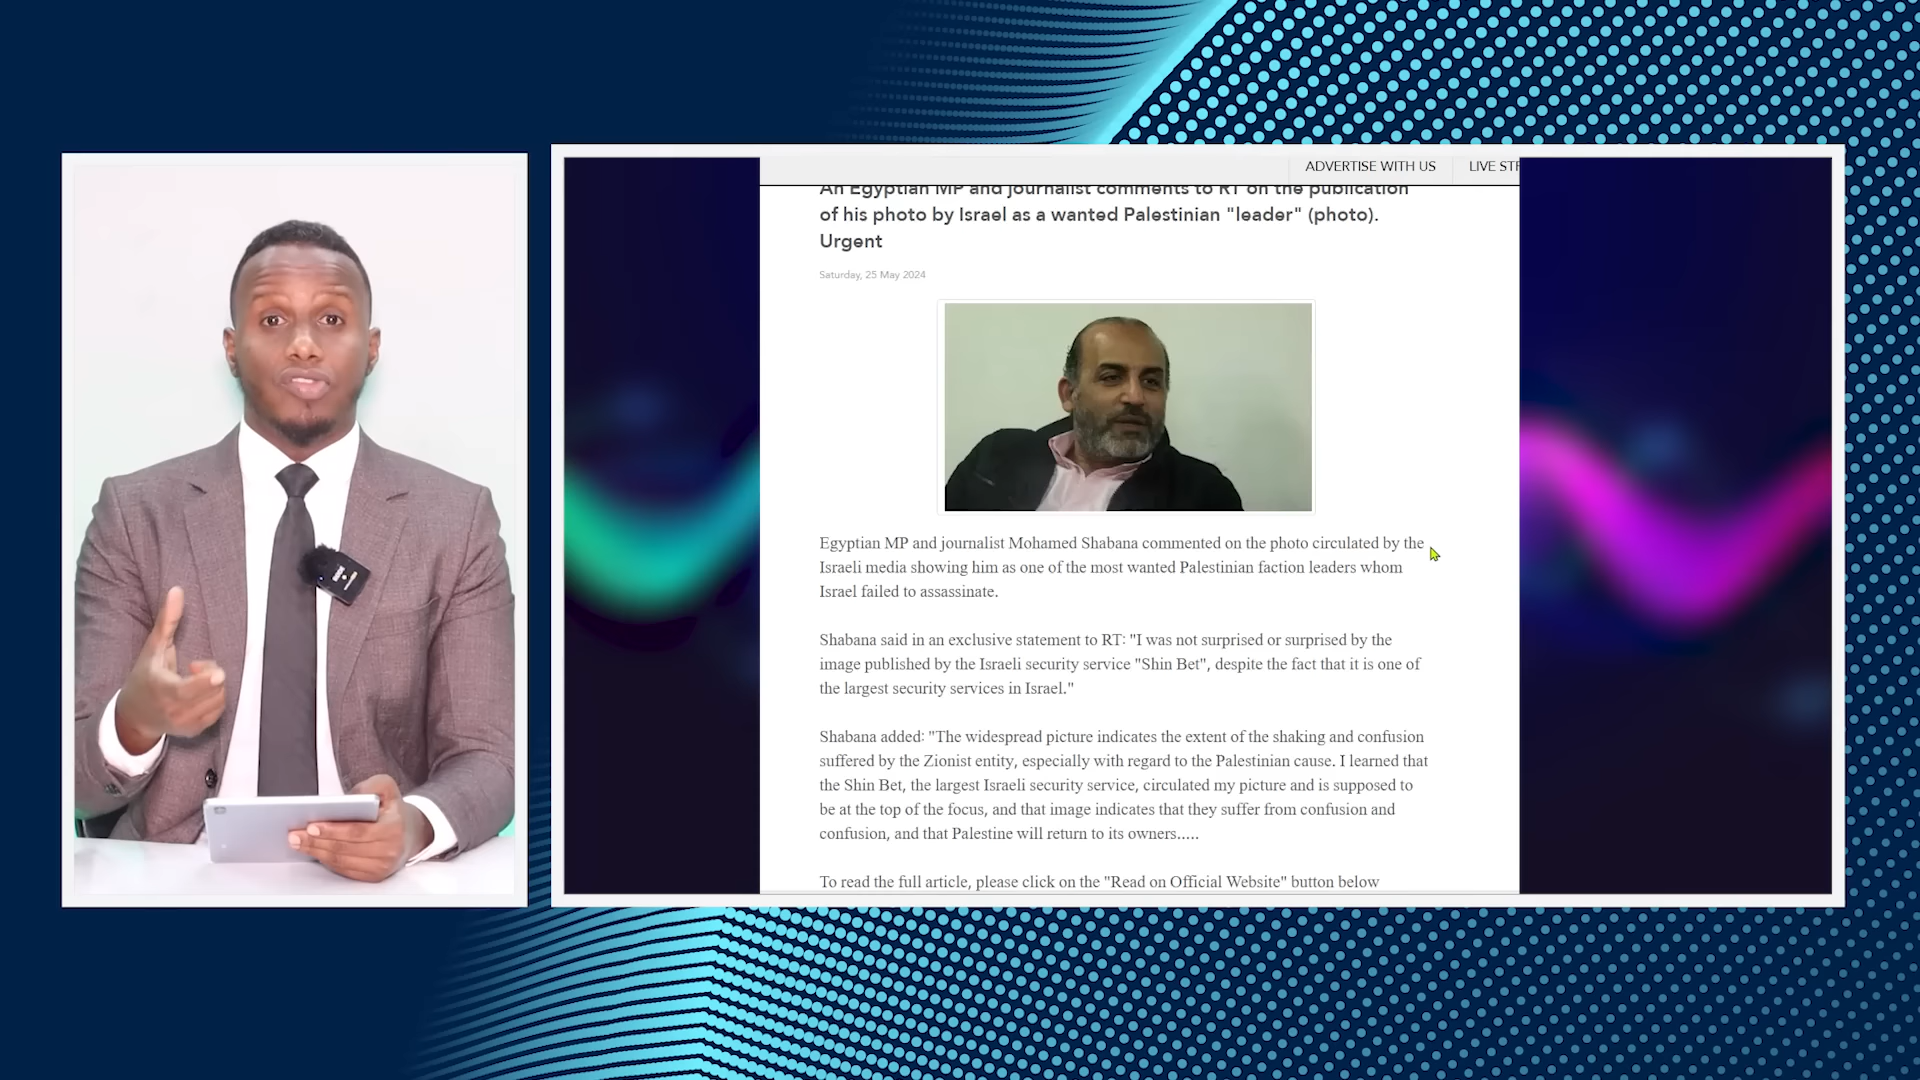 ADVERTISE WITH US
LIVE STR
An Egyptian MP and journalist comments to RT on the publication
of his photo by Israel as a wanted Palestinian "leader" (photo).
Urgent
Saturday, 25 May 2024
Egyptian MP and journalist Mohamed Shabana commented on the photo circulated by the
Israeli media showing him as one of the most wanted Palestinian faction leaders whom
Israel failed to assassinate.
Shabana said in an exclusive statement to RT: "I was not surprised or surprised by the
image published by the Israeli security service "Shin Bet", despite the fact that it is one of
the largest security services in Israel."
Shabana added: "The widespread picture indicates the extent of the shaking and confusion
suffered by the Zionist entity, especially with regard to the Palestinian cause. I learned that
the Shin Bet, the largest Israeli security service, circulated my picture and is supposed to
be at the top of the focus, and that image indicates that they suffer from confusion and
confusion, and that Palestine will return to its owners.....
To read the full article, please click on the "Read on Official Website" button below